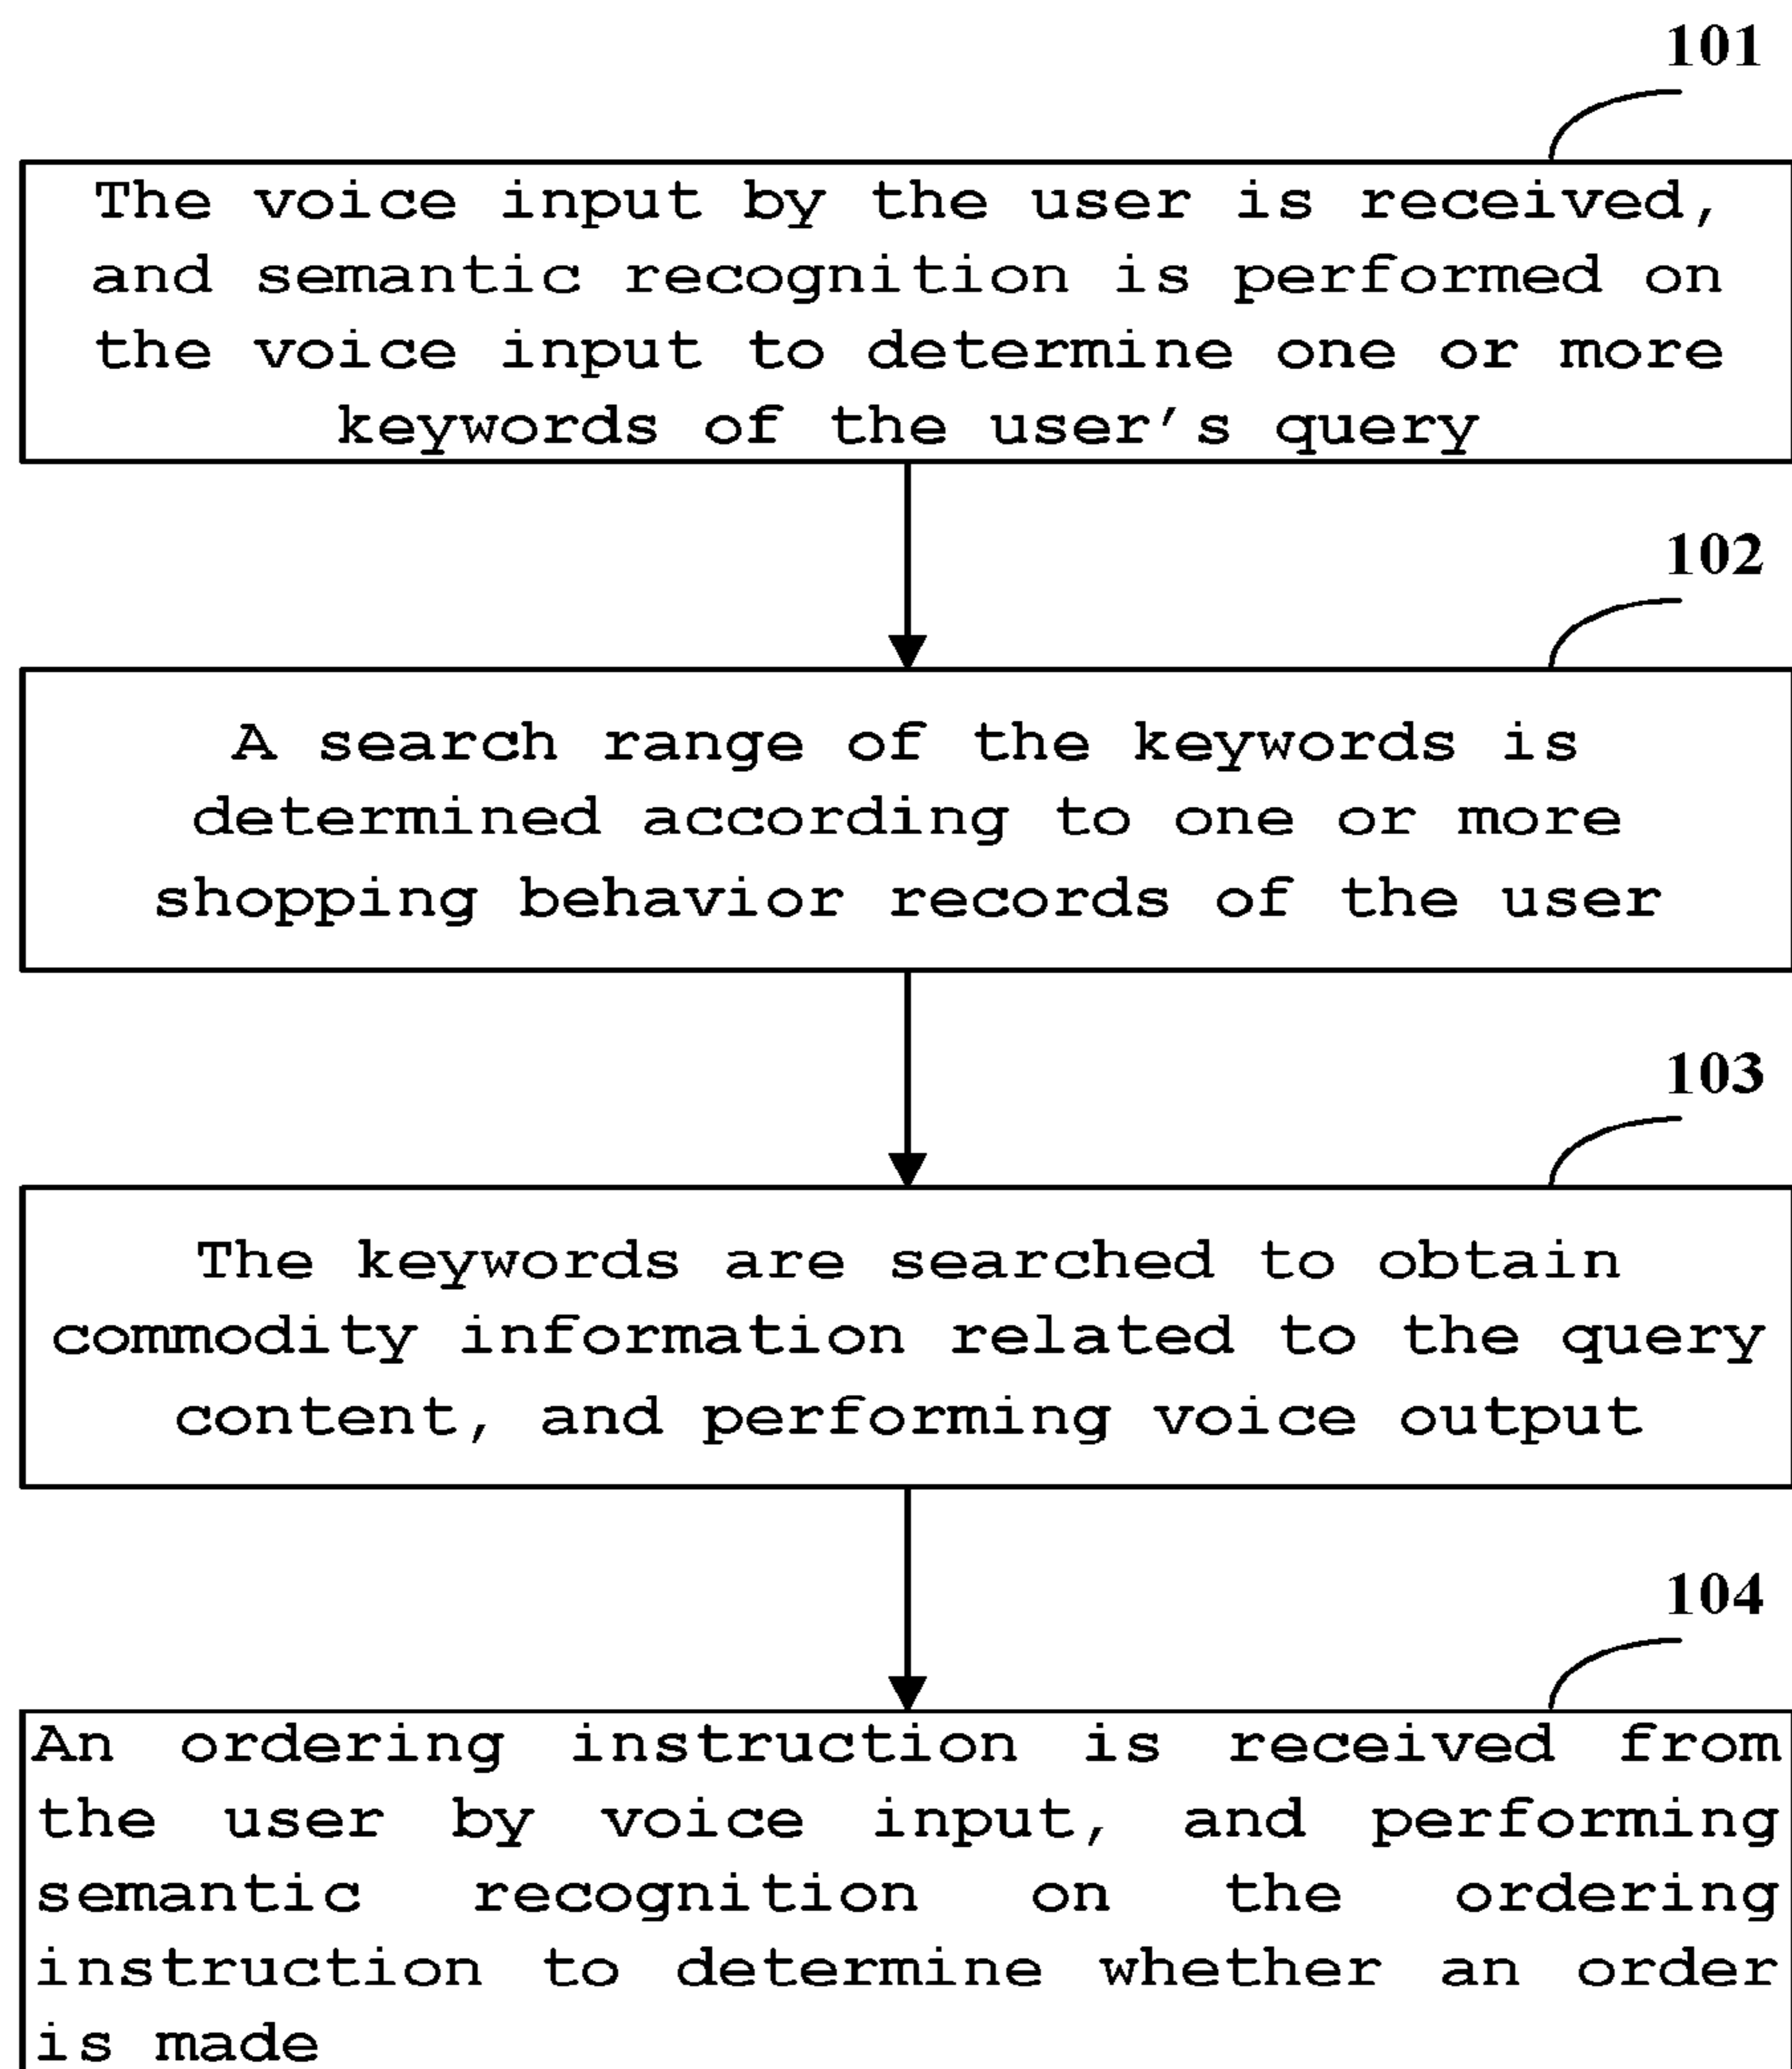 101
The voice input by the user is received,
and semantic recognition is performed on
the voice input to determine one or more
keywords of the user's query
102
A search range of the keywords is
determined according to one or more
shopping behavior records of the user
103
The keywords are searched to obtain
commodity information related to the query
content, and performing voice output
104
An ordering instruction is received from
the user by voice input, and performing
semantic recognition on the ordering
instruction to determine whether an order
is made